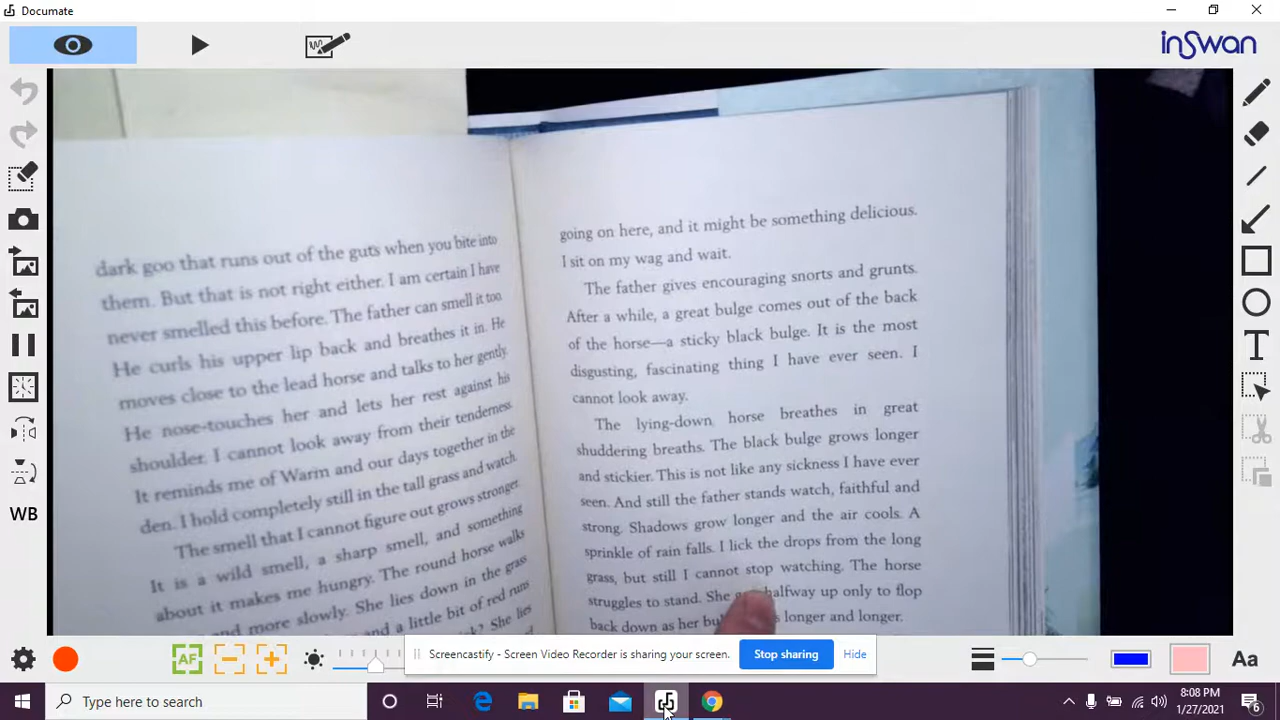 Documate
inswan
dark goo that runs out of the guts when you bite into
them. But that is not right either. I am certain I have
never smelled this before. The father can smell it too
He curls his upper lip back and breathes it in. He
moves close to the lead horse and talks to her gently.
He nose-touches her and lets her rest against his
shoulder. I cannot look away from their tenderness.
It reminds me of Warm and our days together in the
den. I hold completely still in the tall grass and watch.
The smell that I cannot figure out grows stronger.
It is a wild smell, a sharp smell, and something
about it makes me hungry. The round horse walks
and more slowly. She lies down in the grass
and a little bit of red runs
She lies
going on here, and it might be something delicious.
I sit on my wag and wait.
The father gives encouraging snorts and grunts.
After a while, a great bulge comes out of the back
of the horse—a sticky black bulge. It is the most
disgusting, fascinating thing I have ever seen. I
cannot look away.
The lying-down horse breathes in great
shuddering breaths. The black bulge grows longer
and stickier. This is not like any sickness I have ever
seen. And still the father stands watch, faithful and
strong. Shadows grow longer and the air cools. A
sprinkle of rain falls. I lick the drops from the long
grass, but still I cannot stop watching. The horse
struggles to stand. She halfway up only to flop
back down as her longer and longer.
T
WB
AF
Screencastify - Screen Video Recorder is sharing your screen.
Stop sharing
Hide
Aa
Type here to search
8:08 PM
1/27/2021
6